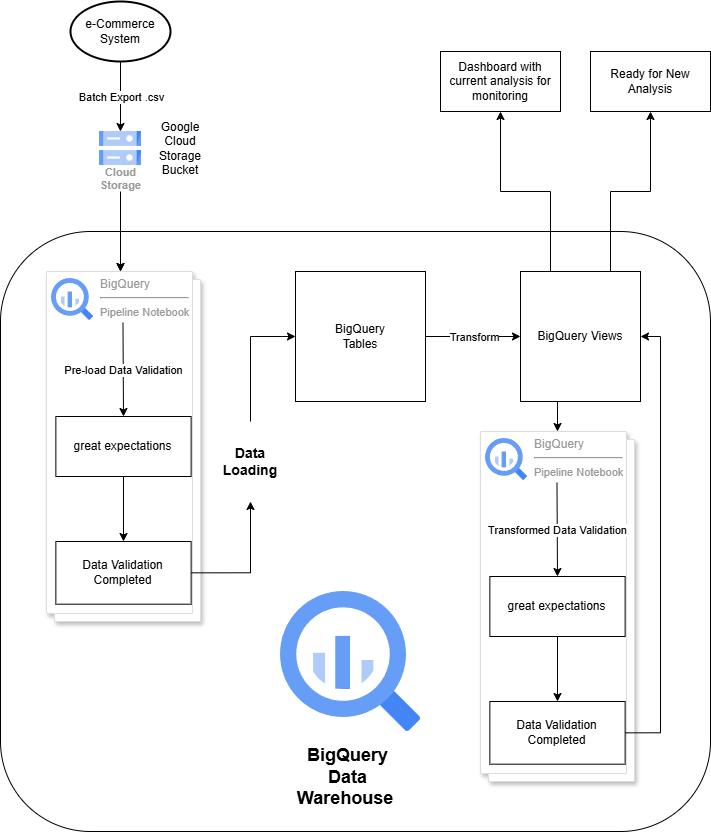 e-Commerce
System
Batch Export .csv
Google
Cloud
Storage
Bucket
Cloud
Storage
Dashboard with
current analysis for
monitoring
Ready for New
Analysis
BigQuery
Pipeline Notebook
Pre-load Data Validation
great expectations
Data Validation
Completed
Data
Loading
BigQuery
Tables
Transform
BigQuery Views
BigQuery
Pipeline Notebook
Transformed Data Validation
great expectations
Data Validation
Completed
BigQuery
Data
Warehouse